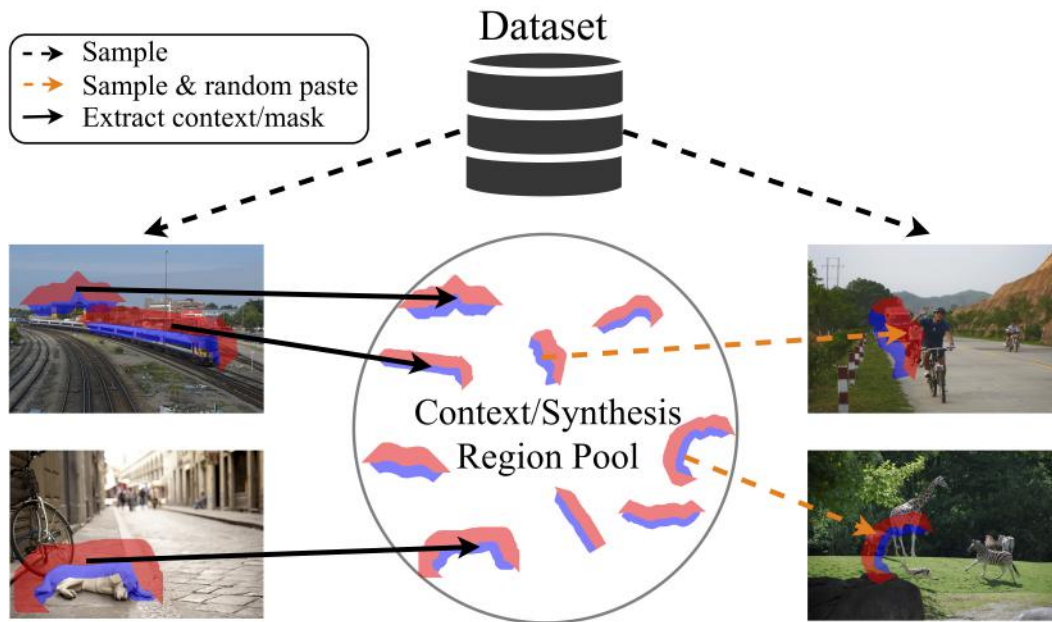 Dataset
Sample
Sample & random paste
Extract context/mask
Context/Synthesis
Region Pool